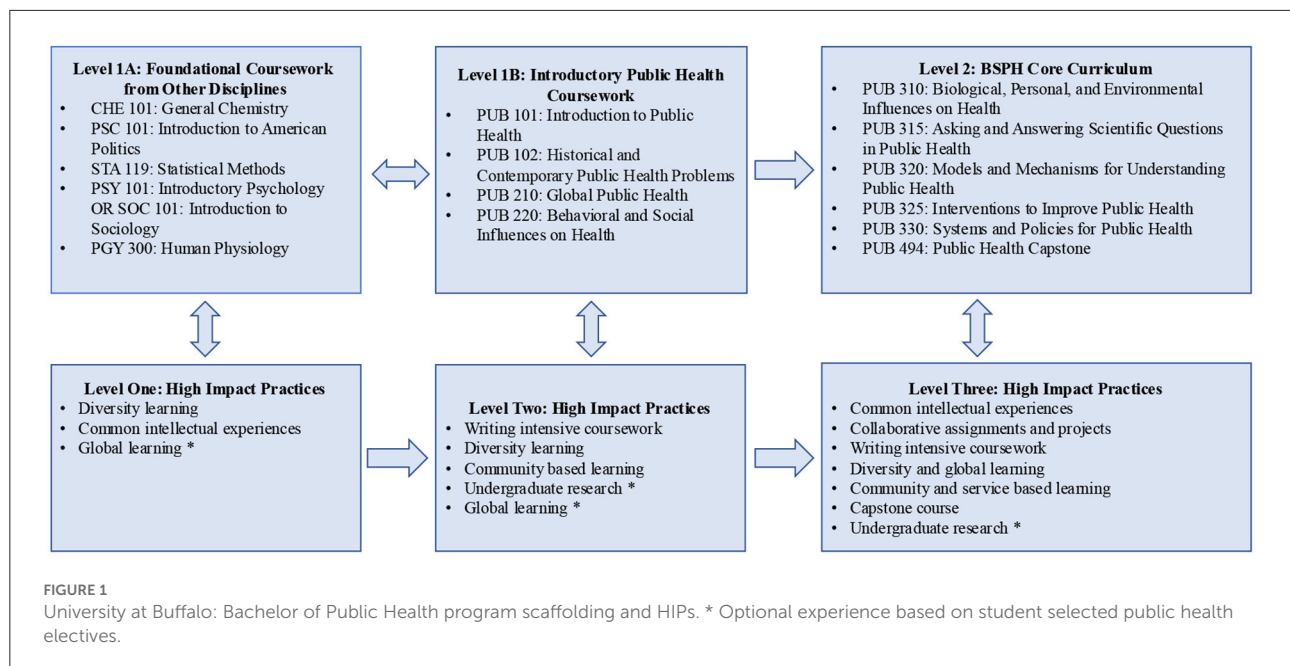 Level 1A: Foundational Coursework
from Other Disciplines
• CHE 101: General Chemistry
• PSC 101: Introduction to American
Politics
• STA 119: Statistical Methods
• PSY 101: Introductory Psychology
OR SOC 101: Introduction to
Sociology
• PGY 300: Human Physiology
Level 1B: Introductory Public Health
Coursework
• PUB 101: Introduction to Public
Health
• PUB 102: Historical and
Contemporary Public Health Problems
• PUB 210: Global Public Health
• PUB 220: Behavioral and Social
Influences on Health
Level 2: BSPH Core Curriculum
• PUB 310: Biological, Personal, and Environmental
Influences on Health
• PUB 315: Asking and Answering Scientific Questions
in Public Health
• PUB 320: Models and Mechanisms for Understanding
Public Health
• PUB 325: Interventions to Improve Public Health
• PUB 330: Systems and Policies for Public Health
• PUB 494: Public Health Capstone
Level One: High Impact Practices
• Diversity learning
• Common intellectual experiences
• Global learning *
Level Two: High Impact Practices
• Writing intensive coursework
• Diversity learning
• Community based learning
• Undergraduate research *
• Global learning *
Level Three: High Impact Practices
• Common intellectual experiences
• Collaborative assignments and projects
• Writing intensive coursework
• Diversity and global learning
• Community and service based learning
• Capstone course
• Undergraduate research *
FIGURE 1
University at Buffalo: Bachelor of Public Health program scaffolding and HIPs. * Optional experience based on student selected public health
electives.